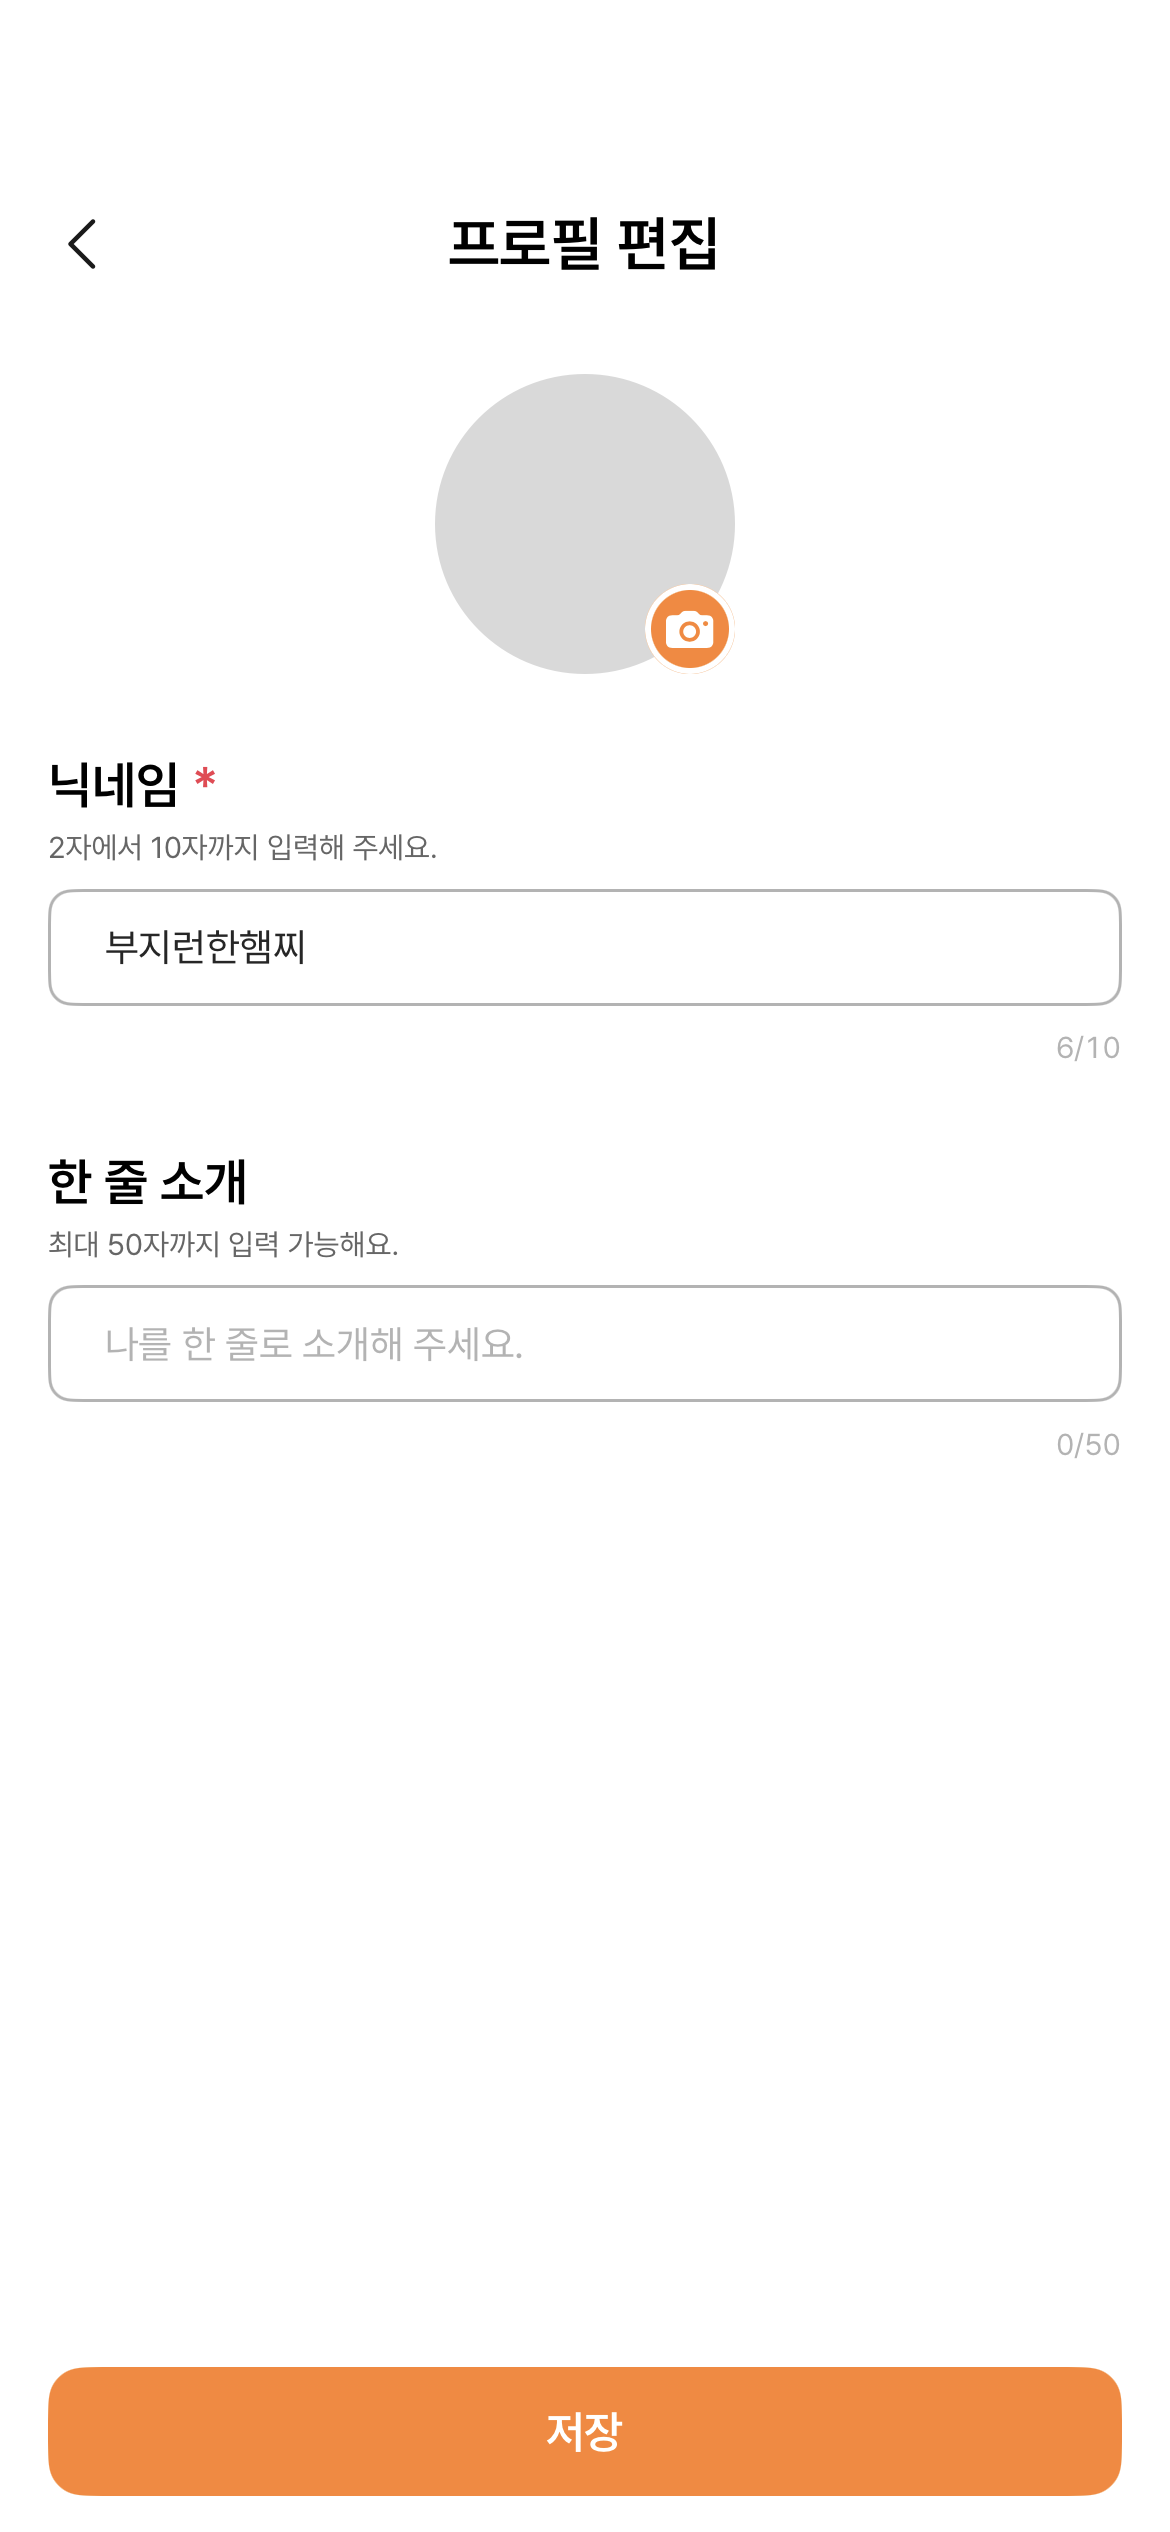 프로필 편집
닉네임 *
2자에서 10자까지 입력해 주세요.
부지런한햄찌
6/10
한 줄 소개
최대 50자까지 입력 가능해요.
나를 한 줄로 소개해 주세요.
0/50
저장